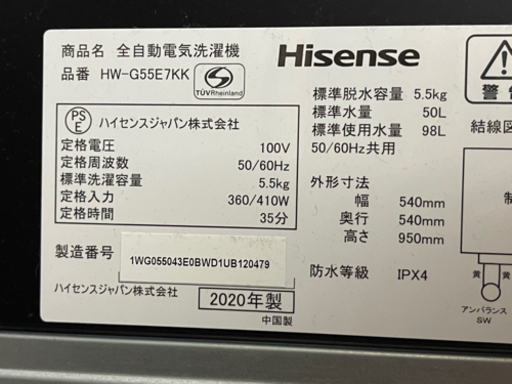 商品名 全自動電気洗濯機
品番 HW-G55E7KK
TÜVRheinland
Hisense
PS
E
ハイセンスジャパン株式会社
定格電圧 100V
定格周波数 50/60Hz
標準洗濯容量 5.5kg
定格入力 360/410W
定格時間 35分
製造番号 1WG055043E0BWD1UB120479
ハイセンスジャパン株式会社
2020年製
中国製
標準脱水容量 5.5kg
標準水量 50L
標準使用水量 98L
50/60Hz共用
外形寸法
幅 540mm
奥行 540mm
高さ 950mm
防水等級 IPX4
警告
結線図
制
黄 黄
アンバランス
SW